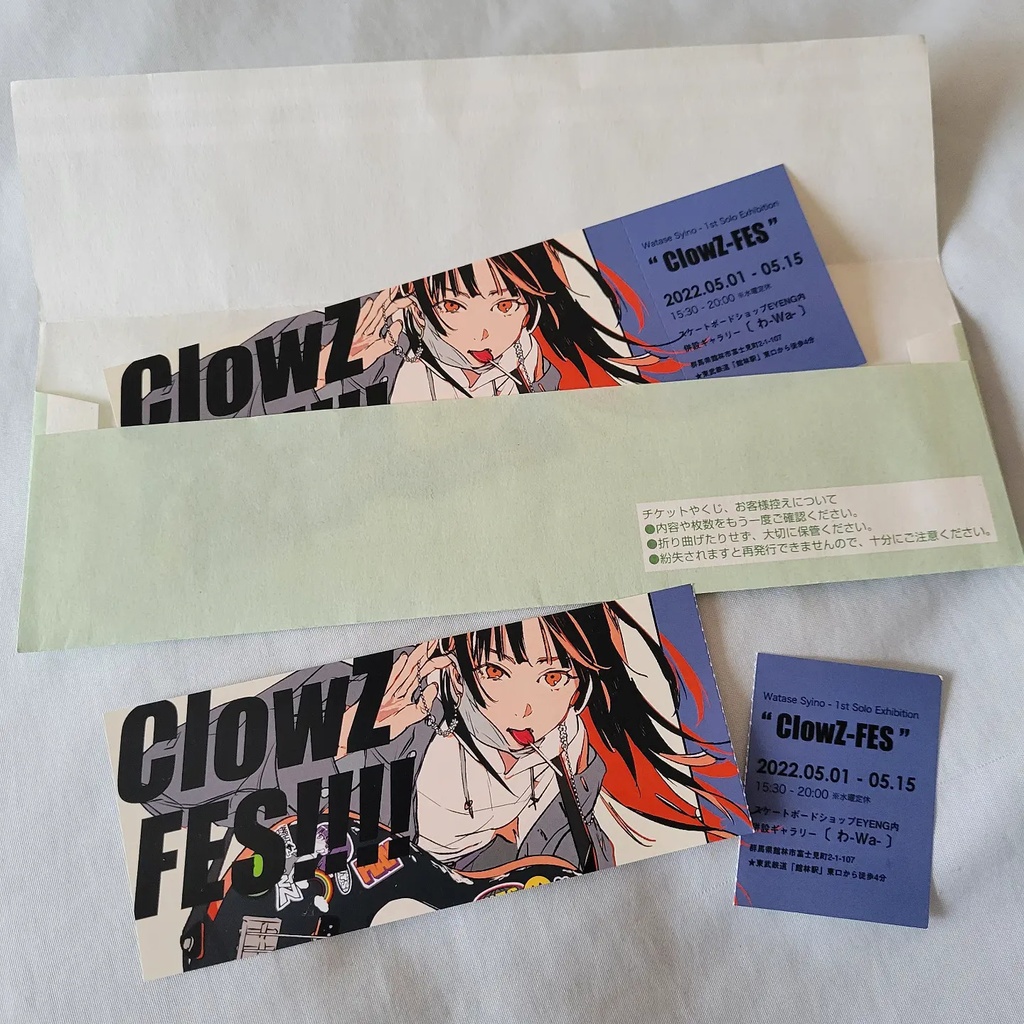 ClowZ
Watase Syino - 1st Solo Exhibition
“ ClowZ-FES ”
2022.05.01 - 05.15
15:30 - 20:00 ※水曜定休
スケートボードショップEYENG内
併設ギャラリー〔 わ-Wa- 〕
群馬県館林市富士見町2-1-107
★東武鉄道「館林駅」東口から徒歩4分
チケットやくじ、お客様控えについて
●内容や枚数をもう一度ご確認ください。
●折り曲げたりせず、大切に保管ください。
●紛失されますと再発行できませんので、十分にご注意ください。
ClowZ
FES!!!!
Watase Syino - 1st Solo Exhibition
“ ClowZ-FES ”
2022.05.01 - 05.15
15:30 - 20:00 ※水曜定休
スケートボードショップEYENG内
併設ギャラリー〔 わ-Wa- 〕
群馬県館林市富士見町2-1-107
★東武鉄道「館林駅」東口から徒歩4分